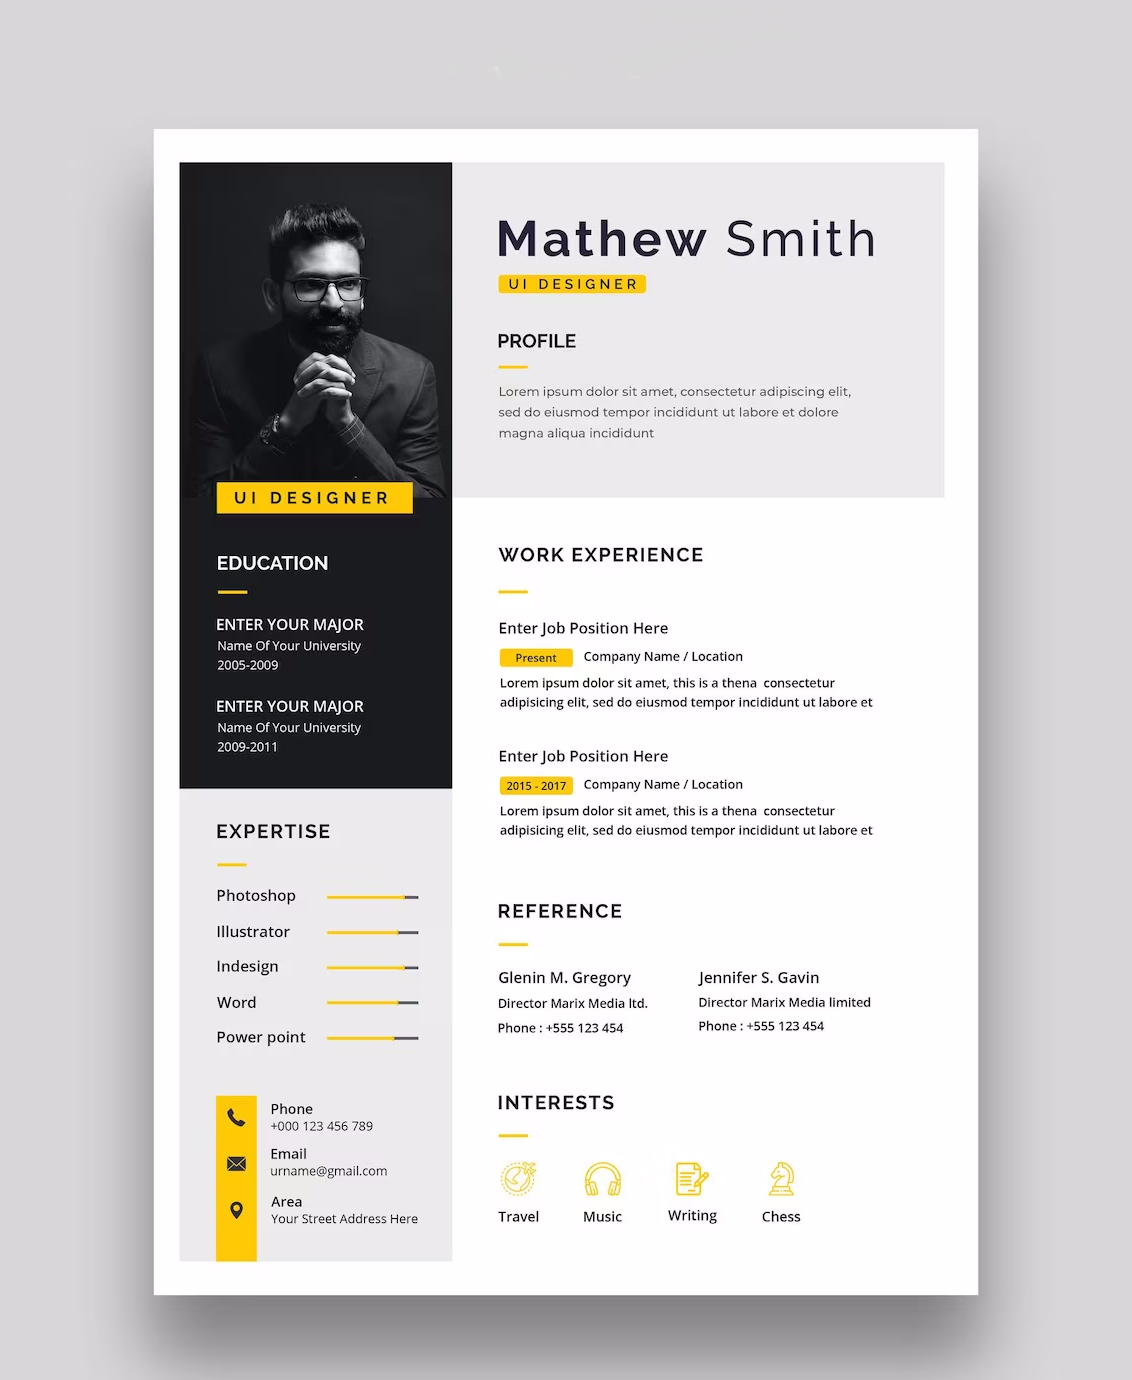 Mathew Smith
UI DESIGNER
PROFILE
Lorem ipsum dolor sit amet, consectetur adipiscing elit,
sed do eiusmod tempor incididunt ut labore et dolore
magna aliqua incididunt
UI DESIGNER
EDUCATION
ENTER YOUR MAJOR
Name Of Your University
2005-2009
ENTER YOUR MAJOR
Name Of Your University
2009-2011
EXPERTISE
Photoshop
Illustrator
Indesign
Word
Power point
Phone
+000 123 456 789
Email
urname@gmail.com
Area
Your Street Address Here
WORK EXPERIENCE
Enter Job Position Here
Present Company Name / Location
Lorem ipsum dolor sit amet, this is a thena consectetur
adipisicing elit, sed do eiusmod tempor incididunt ut labore et
Enter Job Position Here
2015 - 2017 Company Name / Location
Lorem ipsum dolor sit amet, this is a thena consectetur
adipisicing elit, sed do eiusmod tempor incididunt ut labore et
REFERENCE
Glenin M. Gregory
Director Marix Media ltd.
Phone : +555 123 454
Jennifer S. Gavin
Director Marix Media limited
Phone : +555 123 454
INTERESTS
Travel Music Writing Chess